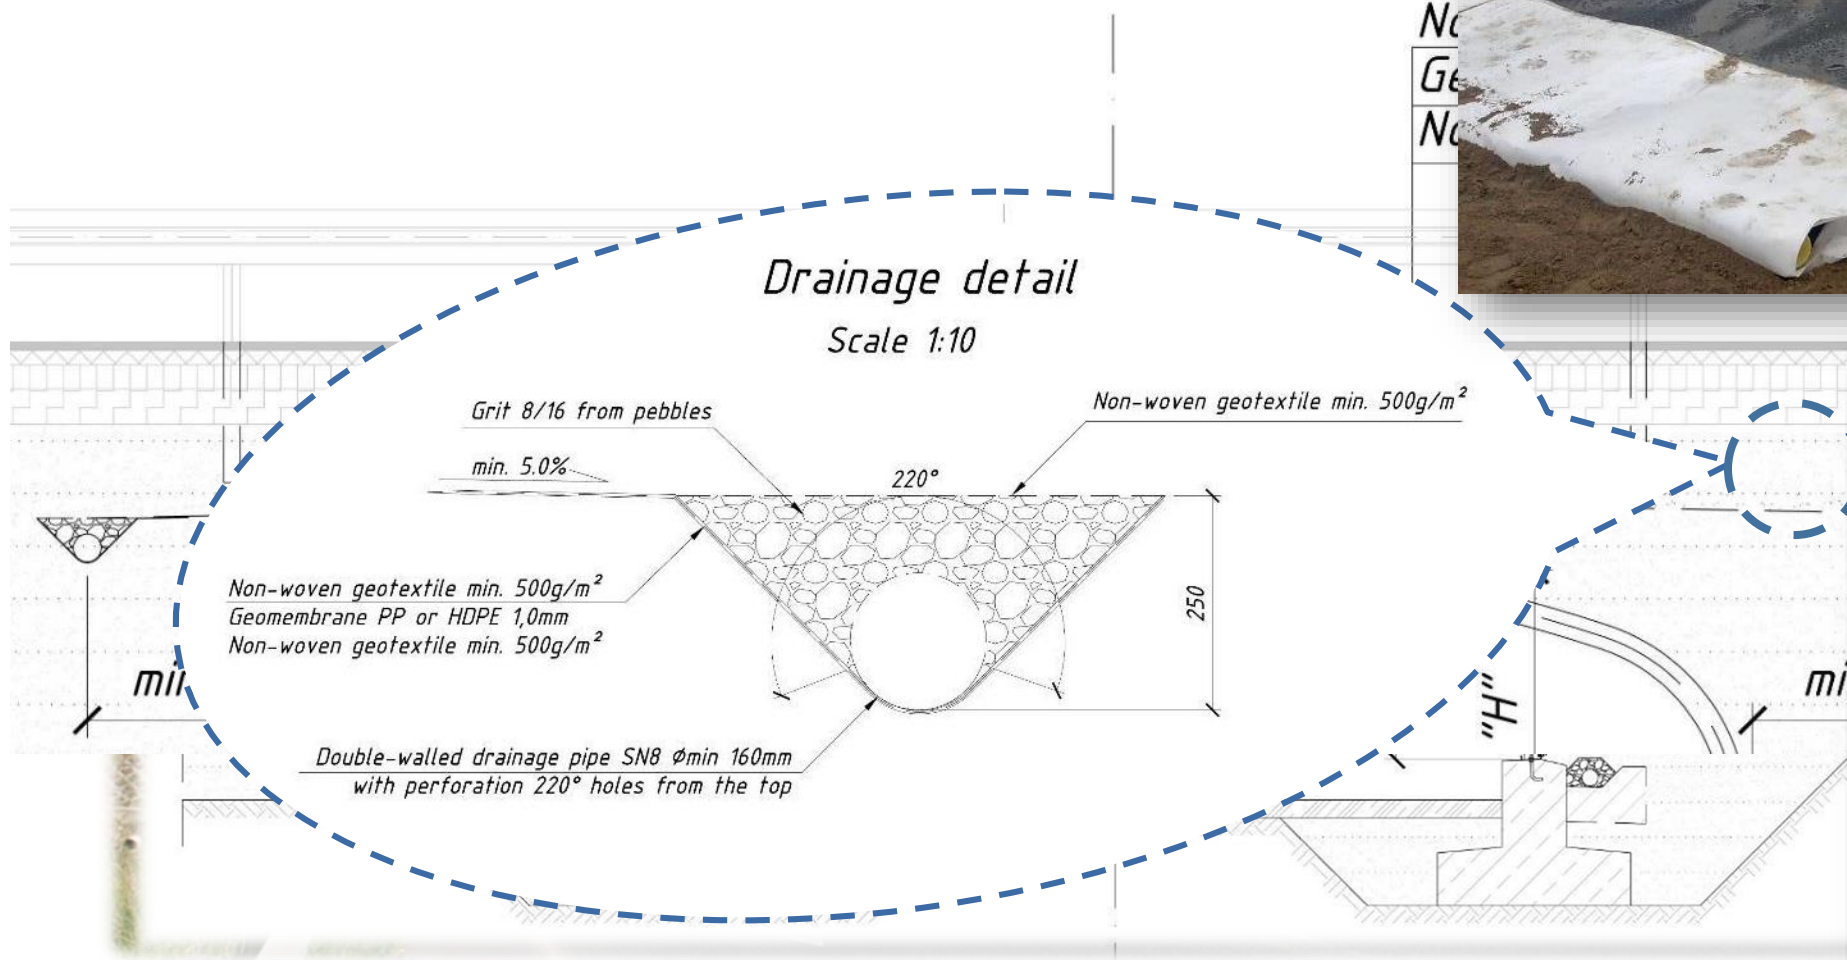 Drainage detail
Scale 1:10
Grit 8/16 from pebbles
Non-woven geotextile min. 500g/m²
min. 5.0%
220°
Non-woven geotextile min. 500g/m²
Geomembrane PP or HDPE 1,0mm
Non-woven geotextile min. 500g/m²
250
"H"
Double-walled drainage pipe SN8 Ømin 160mm
with perforation 220° holes from the top